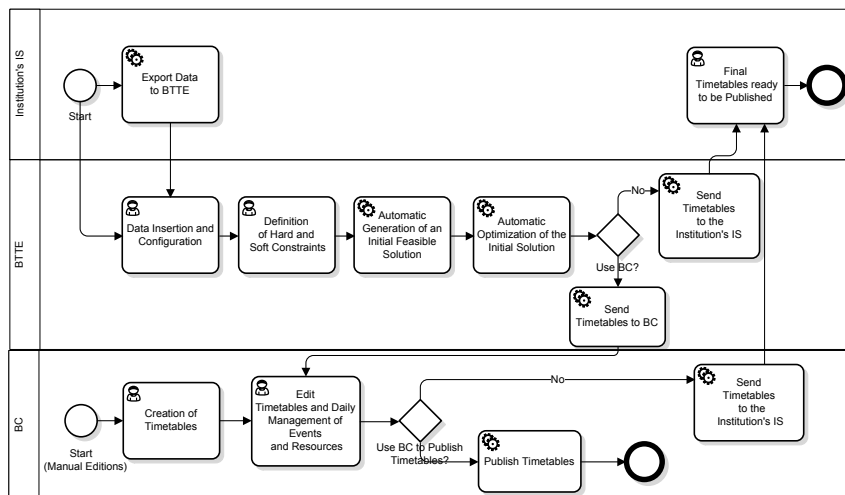 Institution's IS
Start
Export Data
to BTTE
Final
Timetables ready
to be Published
BTTE
Data Insertion and
Configuration
Definition
of Hard and
Soft Constraints
Automatic
Generation of an
Initial Feasible
Solution
Automatic
Optimization of the
Initial Solution
Use BC?
No
Send
Timetables
to the
Institution's IS
Send
Timetables to BC
BC
Start
(Manual Editions)
Creation of
Timetables
Edit
Timetables and Daily
Management of
Events
and Resources
Use BC to Publish
Timetables?
No
Send
Timetables
to the
Institution's IS
Publish Timetables